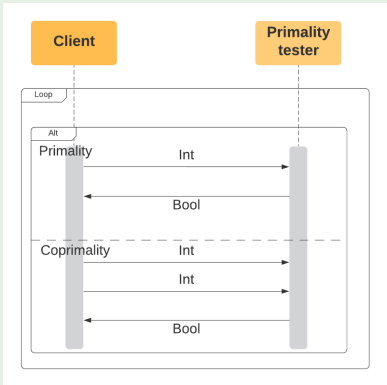 Client
Primality
tester
Loop
Alt
Primality
Int
Bool
Coprimality
Int
Int
Bool